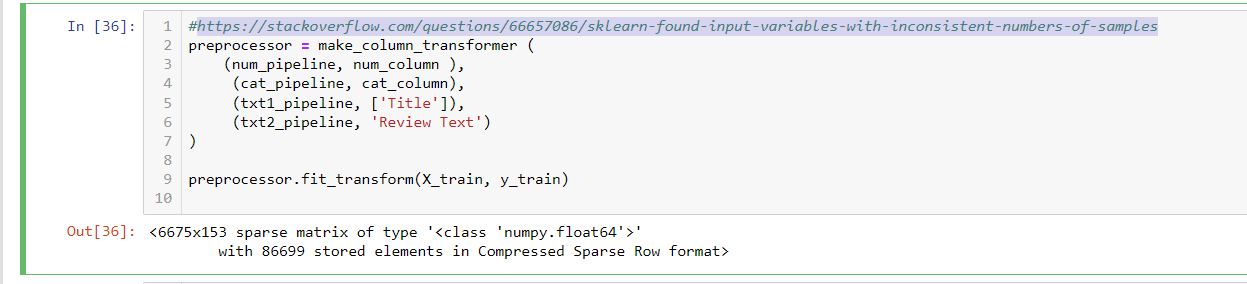 In [36]:
1 #https://stackoverflow.com/questions/66657086/sklearn-found-input-variables-with-inconsistent-numbers-of-samples
2 preprocessor = make_column_transformer (
3     (num_pipeline, num_column ),
4      (cat_pipeline, cat_column),
5      (txt1_pipeline, ['Title']),
6      (txt2_pipeline, 'Review Text')
7 )
8
9 preprocessor.fit_transform(X_train, y_train)
10
Out[36]: <6675x153 sparse matrix of type '<class 'numpy.float64'>'
        with 86699 stored elements in Compressed Sparse Row format>